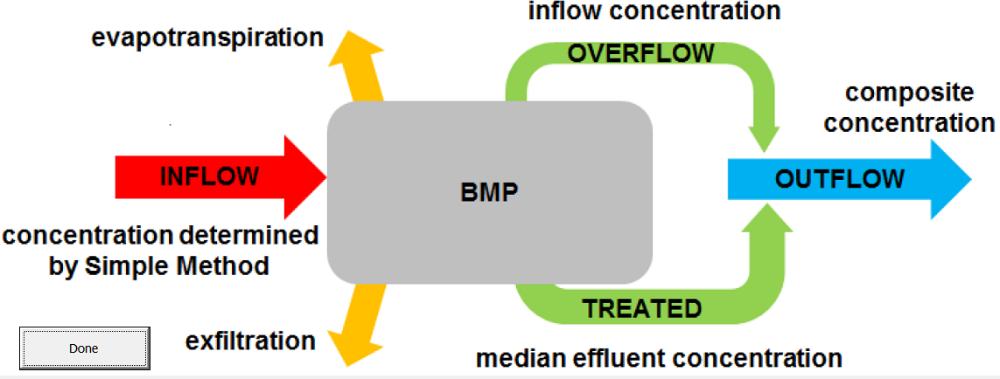 inflow concentration
evapotranspiration
OVERFLOW
composite
concentration
INFLOW
BMP
OUTFLOW
concentration determined
by Simple Method
TREATED
exfiltration
Done
median effluent concentration